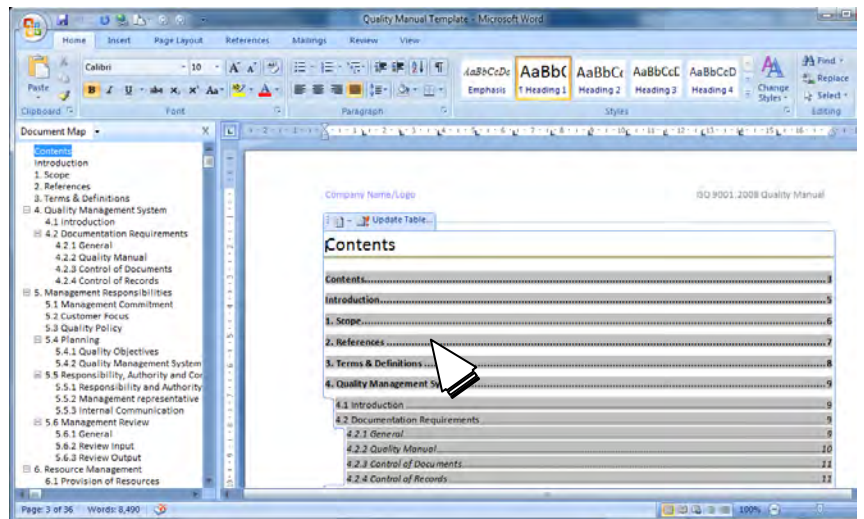 Quality Manual Template - Microsoft Word
Home Insert Page Layout References Mailings Review View
Paste
Calibri 10
Clipboard Font Paragraph Styles Editing
AaBbCcDc AaBb( AaBbCc AaBbCcC AaBbCcD
Emphasis ¶ Heading 1 Heading 2 Heading 3 Heading 4
Change Styles
Find
Replace
Select
Document Map
Contents
Introduction
1. Scope
2. References
3. Terms & Definitions
4. Quality Management System
4.1 Introduction
4.2 Documentation Requirements
4.2.1 General
4.2.2 Quality Manual
4.2.3 Control of Documents
4.2.4 Control of Records
5. Management Responsibilities
5.1 Management Commitment
5.2 Customer Focus
5.3 Quality Policy
5.4 Planning
5.4.1 Quality Objectives
5.4.2 Quality Management System
5.5 Responsibility, Authority and Cor
5.5.1 Responsibility and Authority
5.5.2 Management representative
5.5.3 Internal Communication
5.6 Management Review
5.6.1 General
5.6.2 Review Input
5.6.3 Review Output
6. Resource Management
6.1 Provision of Resources
Company Name/Logo ISO 9001:2008 Quality Manual
Update Table...
Contents
Contents 3
Introduction 5
1. Scope 6
2. References 7
3. Terms & Definitions 8
4. Quality Management Sy 9
4.1 Introduction 9
4.2 Documentation Requirements 9
4.2.1 General 9
4.2.2 Quality Manual 10
4.2.3 Control of Documents 11
4.2.4 Control of Records 11
Page: 3 of 36 Words: 8,490 100%